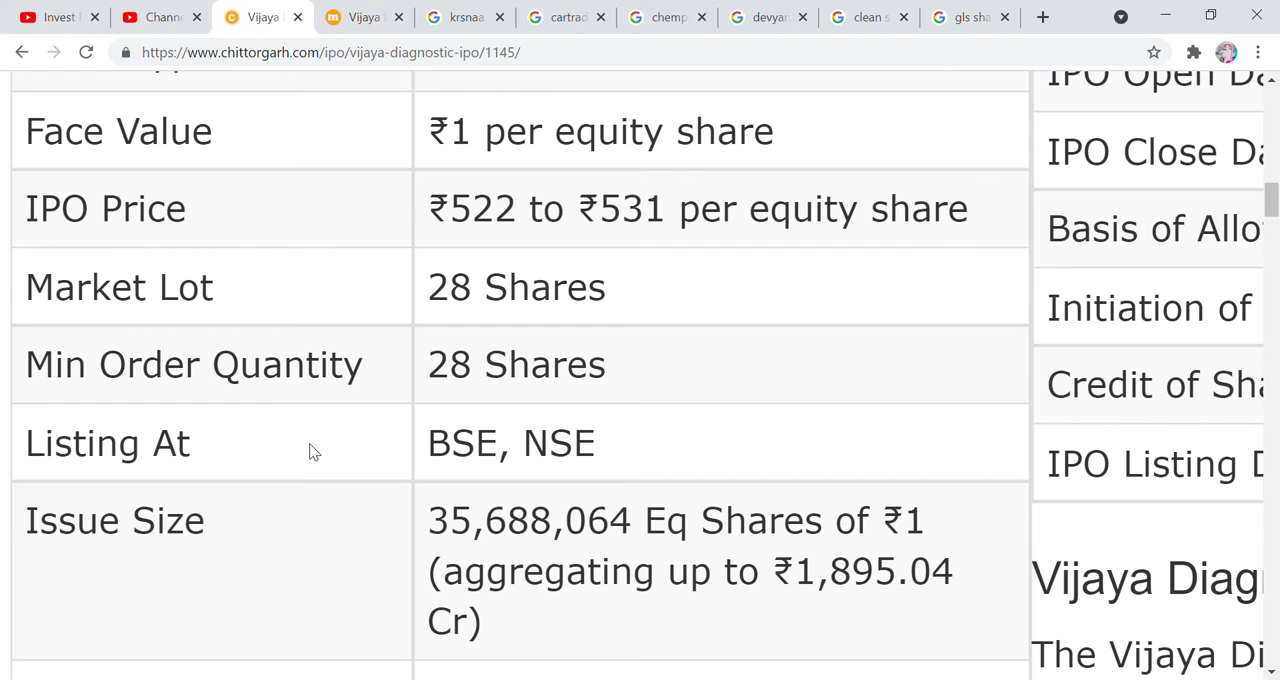 Invest
Channe
Vijaya
Vijaya
krsnaa
cartrad
chemp
devyan
clean s
gls sha
https://www.chittorgarh.com/ipo/vijaya-diagnostic-ipo/1145/
Face Value
₹1 per equity share
IPO Price
₹522 to ₹531 per equity share
Market Lot
28 Shares
Min Order Quantity
28 Shares
Listing At
BSE, NSE
Issue Size
35,688,064 Eq Shares of ₹1
(aggregating up to ₹1,895.04
Cr)
IPO Open Da
IPO Close Da
Basis of Allo
Initiation of
Credit of Sha
IPO Listing D
Vijaya Diag
The Vijaya Di